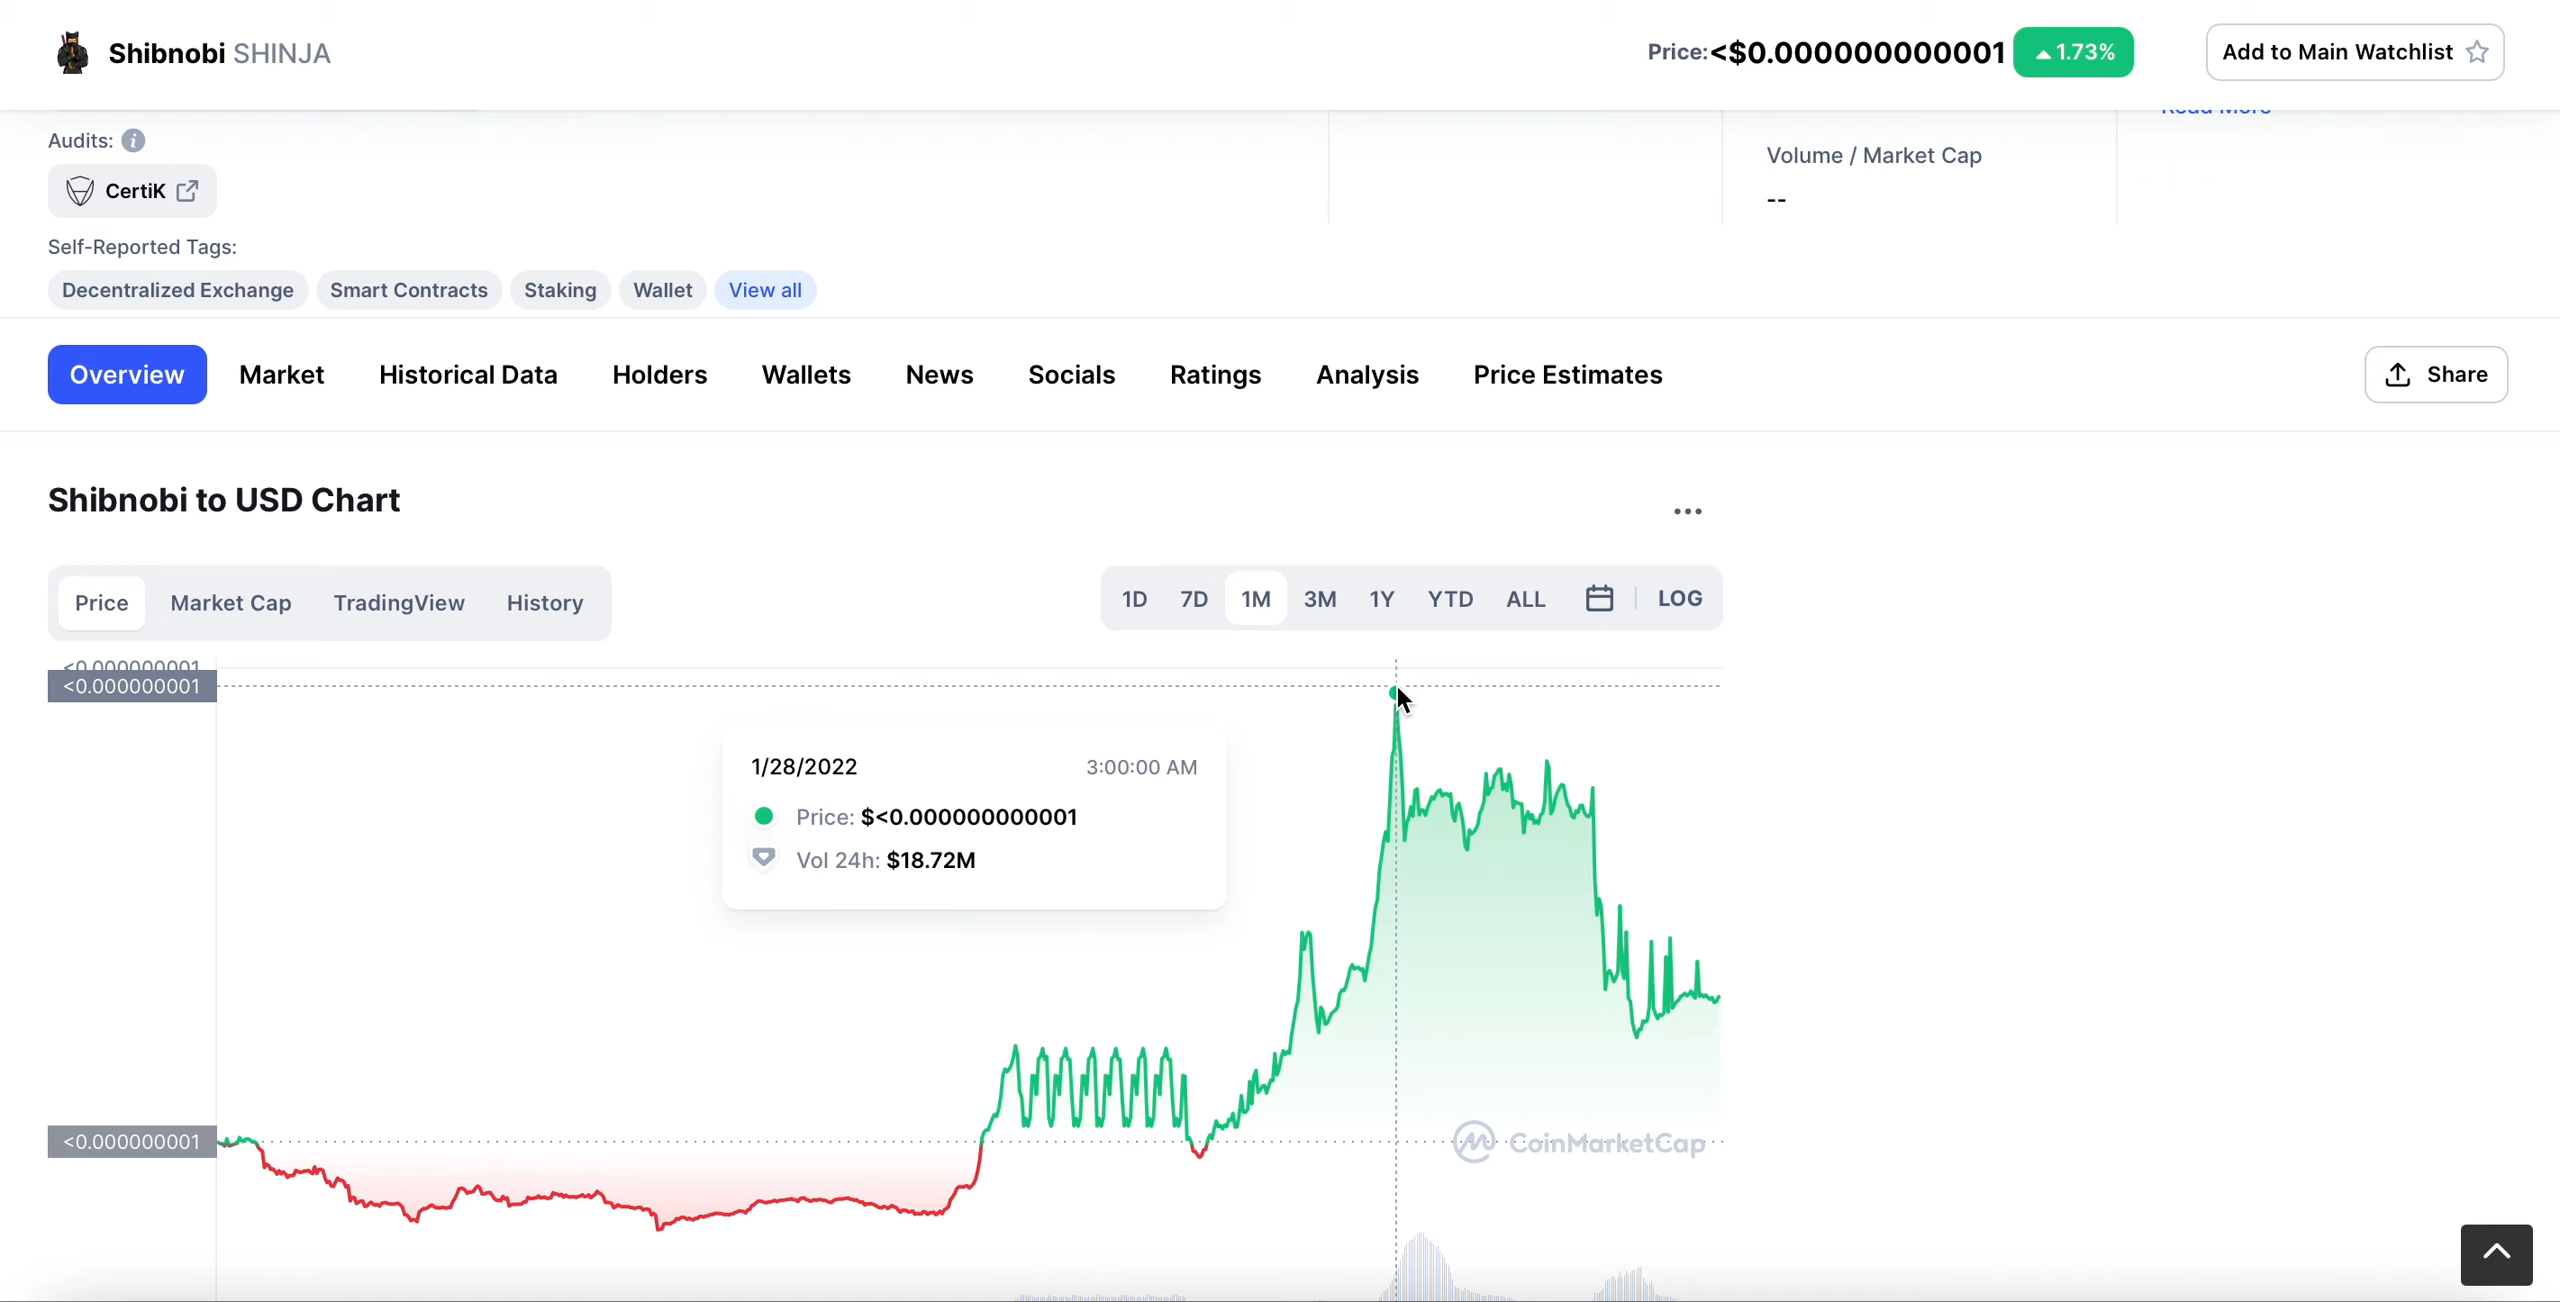 Shibnobi SHINJA
Price:<$0.000000000001 1.73%
Add to Main Watchlist
Read More
Audits:
CertiK
Volume / Market Cap
--
Self-Reported Tags:
Decentralized Exchange Smart Contracts Staking Wallet View all
Overview Market Historical Data Holders Wallets News Socials Ratings Analysis Price Estimates
Share
Shibnobi to USD Chart
Price Market Cap TradingView History
1D 7D 1M 3M 1Y YTD ALL LOG
<0.000000001
<0.000000001
1/28/2022 3:00:00 AM
Price: $<0.000000000001
Vol 24h: $18.72M
<0.000000001
CoinMarketCap